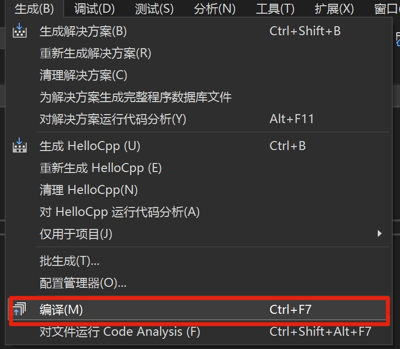 生成(B) 调试(D) 测试(S) 分析(N) 工具(T) 扩展(X) 窗口
生成解决方案(B) Ctrl+Shift+B
重新生成解决方案(R)
清理解决方案(C)
为解决方案生成完整程序数据库文件
对解决方案运行代码分析(Y) Alt+F11
生成 HelloCpp (U) Ctrl+B
重新生成 HelloCpp (E)
清理 HelloCpp(N)
对 HelloCpp 运行代码分析(A)
仅用于项目(J)
批生成(T)...
配置管理器(O)...
编译(M) Ctrl+F7
对文件运行 Code Analysis (F) Ctrl+Shift+Alt+F7